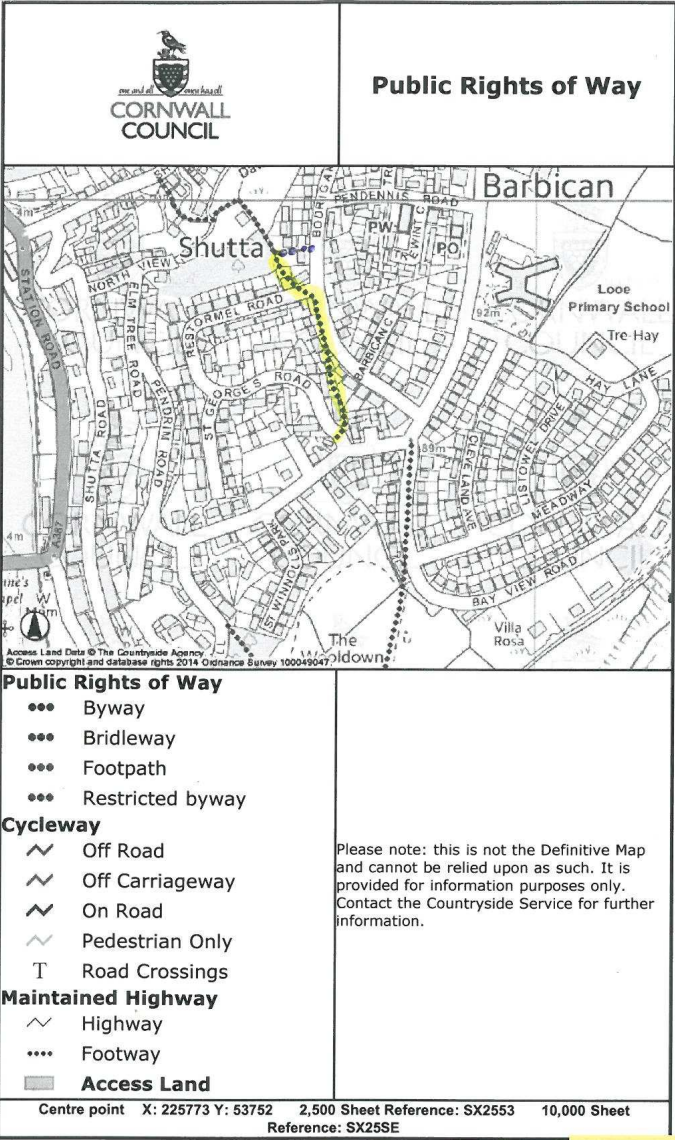 one and all onen hag oll
CORNWALL
COUNCIL
Public Rights of Way
Barbican
PENDENNIS ROAD
PW
PO
Shutta
4m
NORTH VIEW
STATION ROAD
ELM TREE ROAD
RESTORMEL ROAD
BARBICAN C
92m
Looe
Primary School
Tre-Hay
HAY LANE
PENDRIM ROAD
ST GEORGE'S ROAD
SHUTTA ROAD
89m
CLEVELAND AVE
LISTOWEL DRIVE
MEADWAY
BAY VIEW ROAD
4m
A387
ST WINNOLS PARK
Villa
Rosa
The
W oldown
Access Land Data © The Countryside Agency
© Crown copyright and database rights 2014 Ordnance Survey 100049047
Public Rights of Way
Byway
Bridleway
Footpath
Restricted byway
Cycleway
Off Road
Off Carriageway
On Road
Pedestrian Only
T Road Crossings
Maintained Highway
Highway
Footway
Access Land
Please note: this is not the Definitive Map
and cannot be relied upon as such. It is
provided for information purposes only.
Contact the Countryside Service for further
information.
Centre point X: 225773 Y: 53752 2,500 Sheet Reference: SX2553 10,000 Sheet
Reference: SX25SE